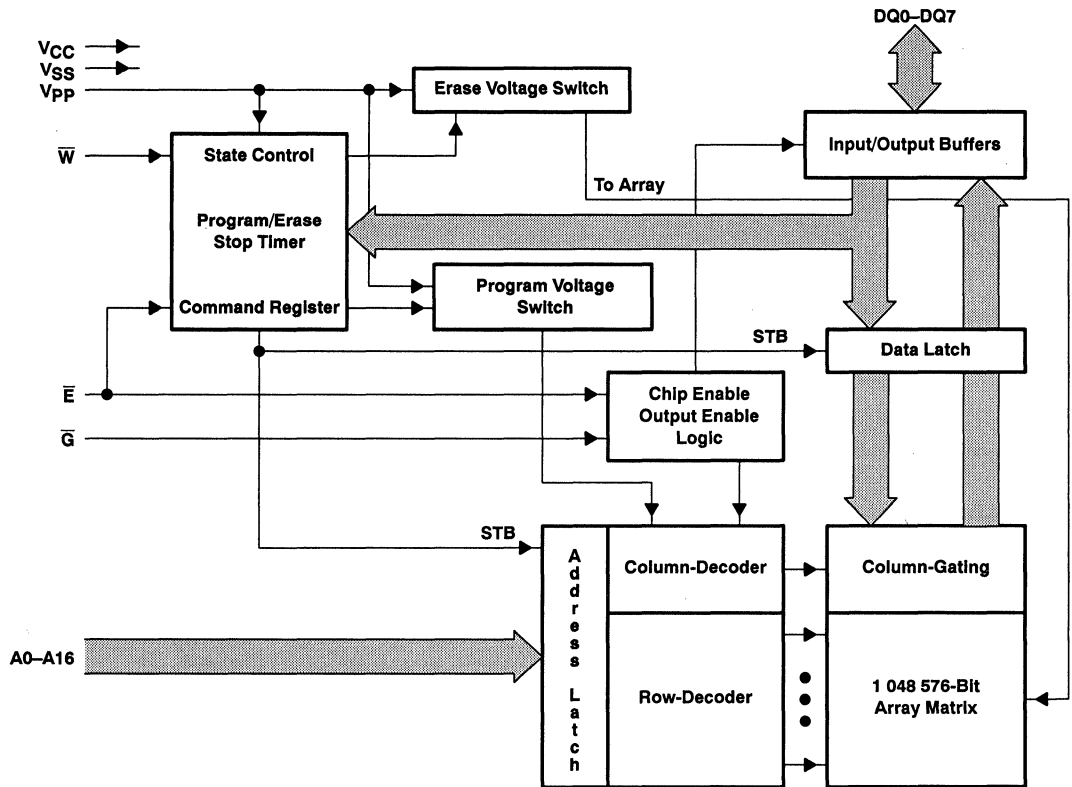 DQ0–DQ7
VCC
VSS
VPP
Erase Voltage Switch
W̅
State Control
Input/Output Buffers
To Array
Program/Erase
Stop Timer
Program Voltage
Switch
Command Register
STB
Data Latch
E̅
Chip Enable
Output Enable
Logic
G̅
STB
Address Latch
Column-Decoder
Column-Gating
A0–A16
Row-Decoder
1 048 576-Bit
Array Matrix